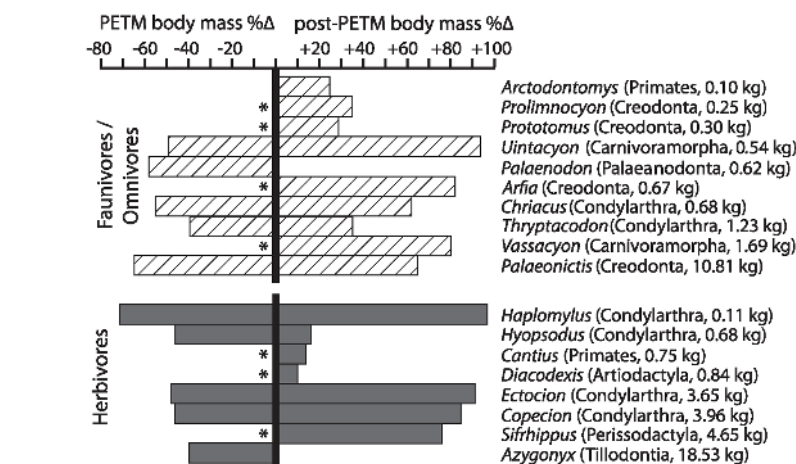 PETM body mass %Δ post-PETM body mass %Δ
-80 -60 -40 -20 +20 +40 +60 +80 +100
Faunivores /
Omnivores
Arctodontomys (Primates, 0.10 kg)
* Prolimnocyon (Creodonta, 0.25 kg)
* Prototomus (Creodonta, 0.30 kg)
Uintacyon (Carnivoramorpha, 0.54 kg)
Palaenodon (Palaeanodonta, 0.62 kg)
* Arfia (Creodonta, 0.67 kg)
Chriacus (Condylarthra, 0.68 kg)
Thryptacodon (Condylarthra, 1.23 kg)
* Vassacyon (Carnivoramorpha, 1.69 kg)
Palaeonictis (Creodonta, 10.81 kg)
Herbivores
Haplomylus (Condylarthra, 0.11 kg)
Hyopsodus (Condylarthra, 0.68 kg)
* Cantius (Primates, 0.75 kg)
* Diacodexis (Artiodactyla, 0.84 kg)
Ectocion (Condylarthra, 3.65 kg)
Copecion (Condylarthra, 3.96 kg)
* Sifrhippus (Perissodactyla, 4.65 kg)
Azygonyx (Tillodontia, 18.53 kg)